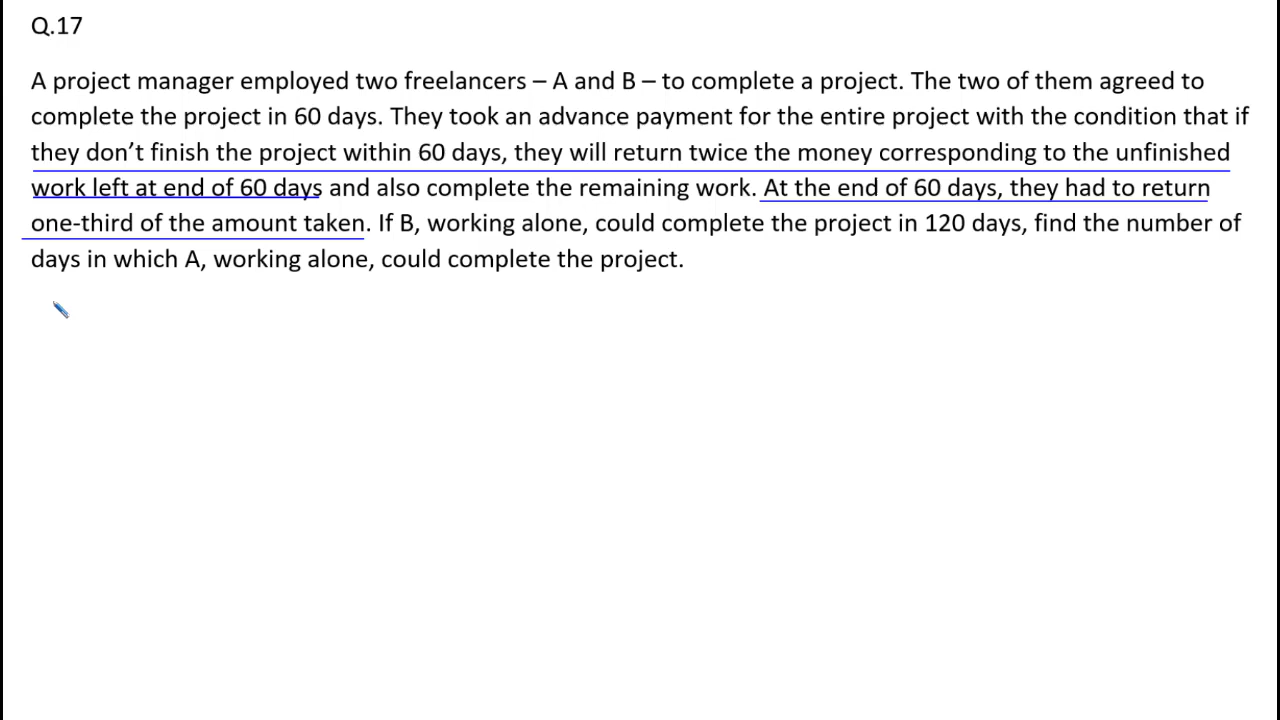 Q.17
A project manager employed two freelancers – A and B – to complete a project. The two of them agreed to
complete the project in 60 days. They took an advance payment for the entire project with the condition that if
they don’t finish the project within 60 days, they will return twice the money corresponding to the unfinished
work left at end of 60 days and also complete the remaining work. At the end of 60 days, they had to return
one-third of the amount taken. If B, working alone, could complete the project in 120 days, find the number of
days in which A, working alone, could complete the project.